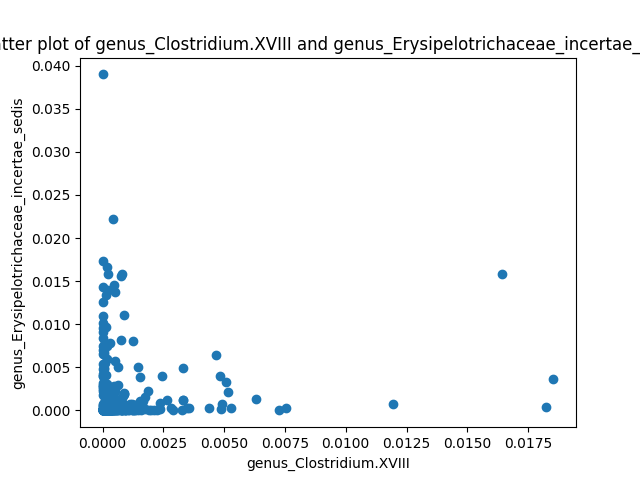 tter plot of genus_Clostridium.XVIII and genus_Erysipelotrichaceae_incertae_
0.040
0.035
0.030
0.025
0.020
0.015
0.010
0.005
0.000
genus_Erysipelotrichaceae_incertae_sedis
0.0000 0.0025 0.0050 0.0075 0.0100 0.0125 0.0150 0.0175
genus_Clostridium.XVIII